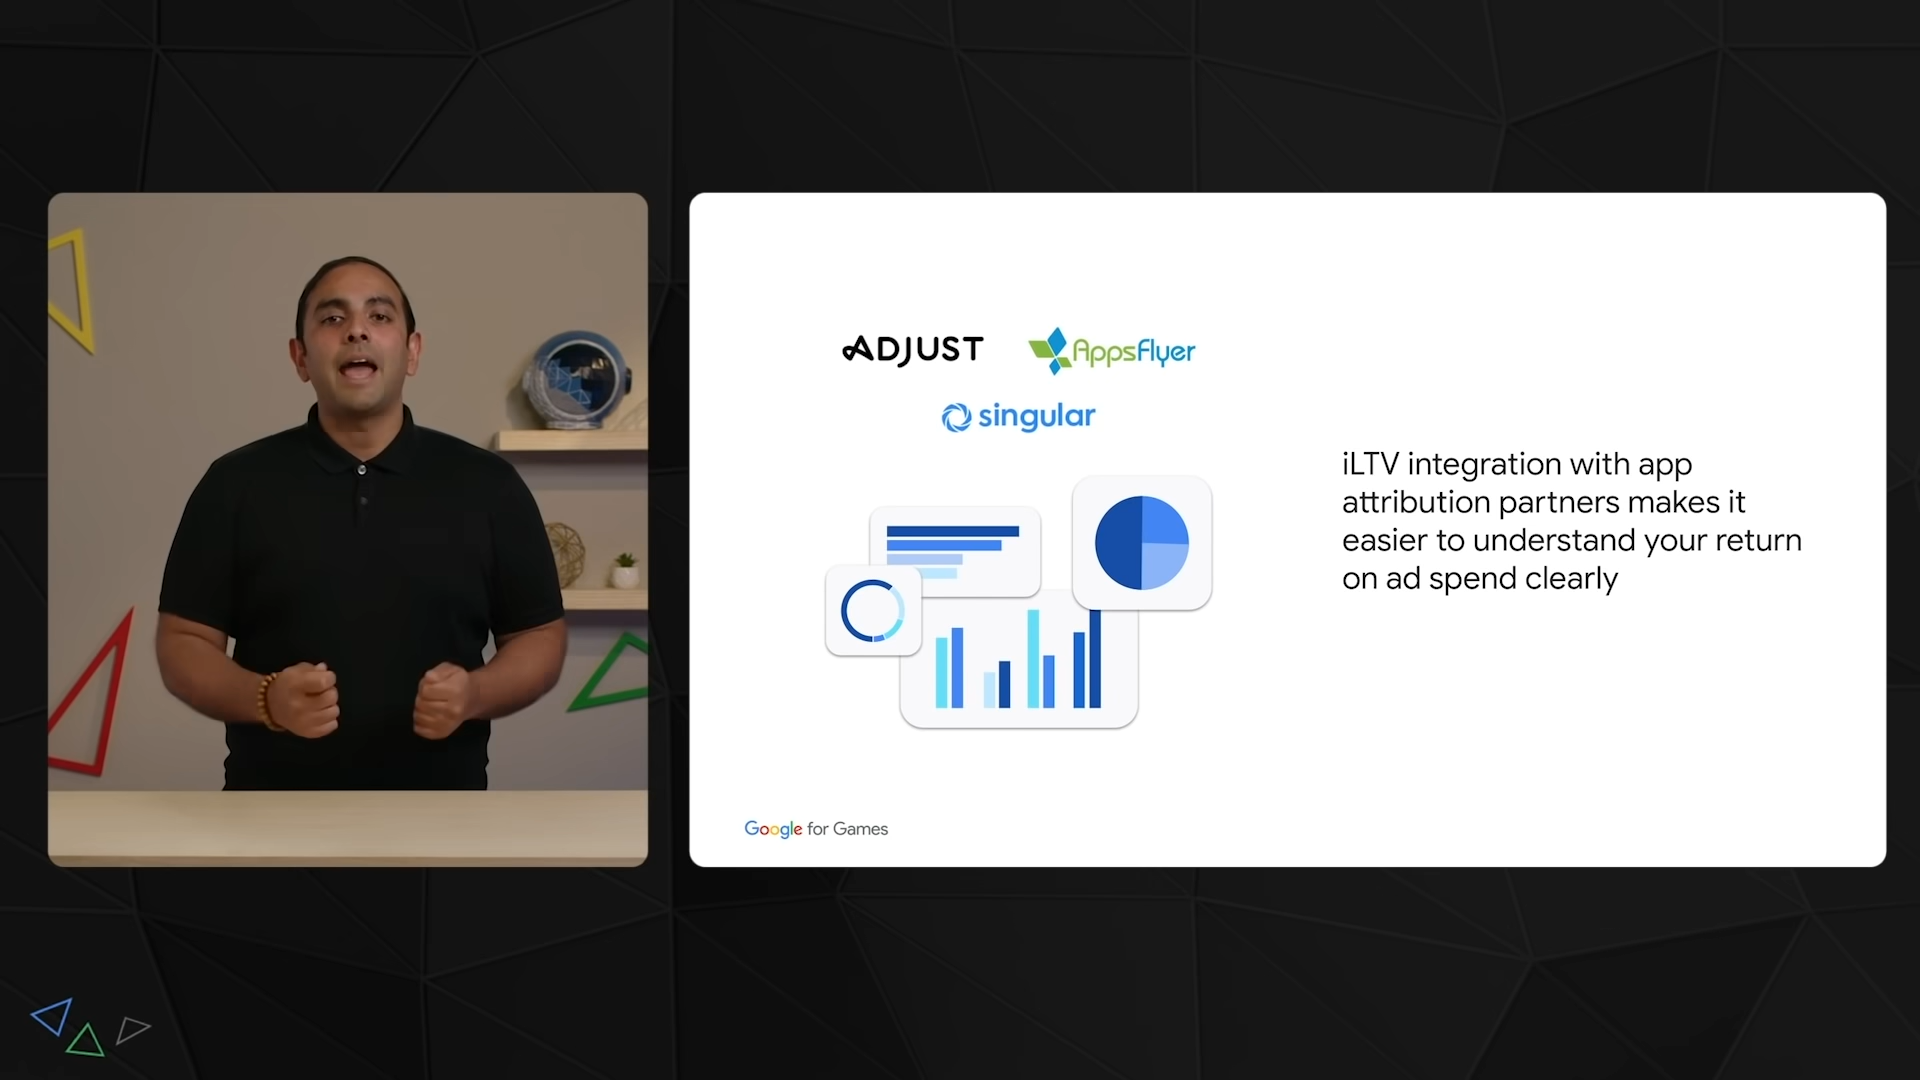 ADJUST
AppsFlyer
singular
iLTV integration with app
attribution partners makes it
easier to understand your return
on ad spend clearly
Google for Games